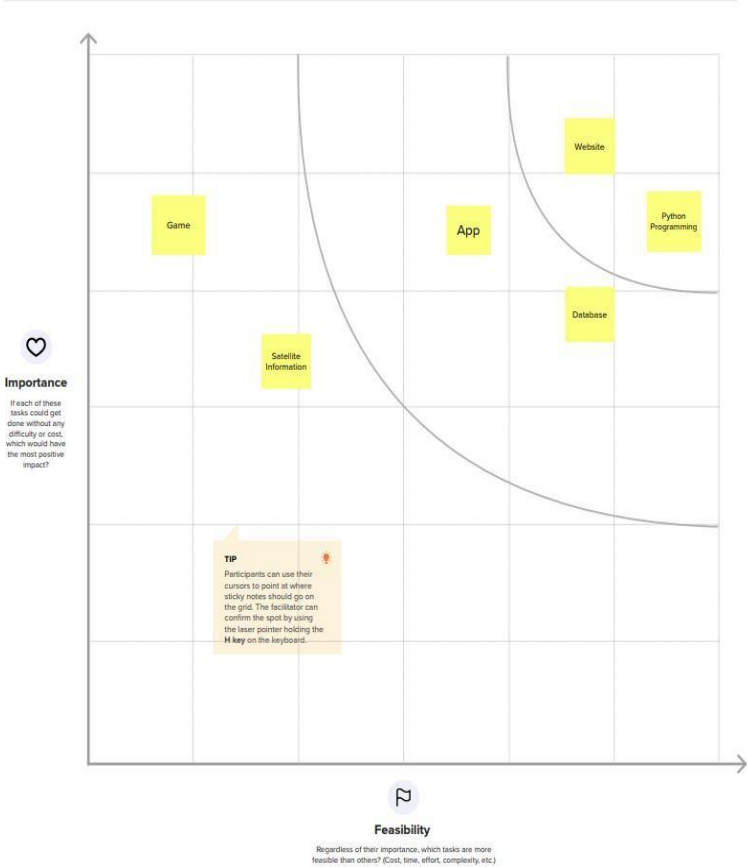 Website
Python
Programming
Game
App
Database
Satellite
Information
Importance
If each of these
tasks could get
done without any
difficulty or cost,
which would have
the most positive
impact?
TIP
Participants can use their
cursors to point at where
sticky notes should go on
the grid. The facilitator can
confirm the spot by using
the laser pointer holding the
H key on the keyboard.
Feasibility
Regardless of their importance, which tasks are more
feasible than others? (Cost, time, effort, complexity, etc.)